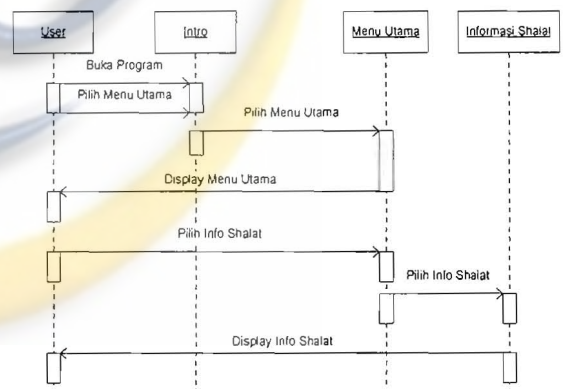 User
Intro
Menu Utama
Informasi Shalat
Buka Program
Pilih Menu Utama
Pilih Menu Utama
Display Menu Utama
Pilih Info Shalat
Pilih Info Shalat
Display Info Shalat